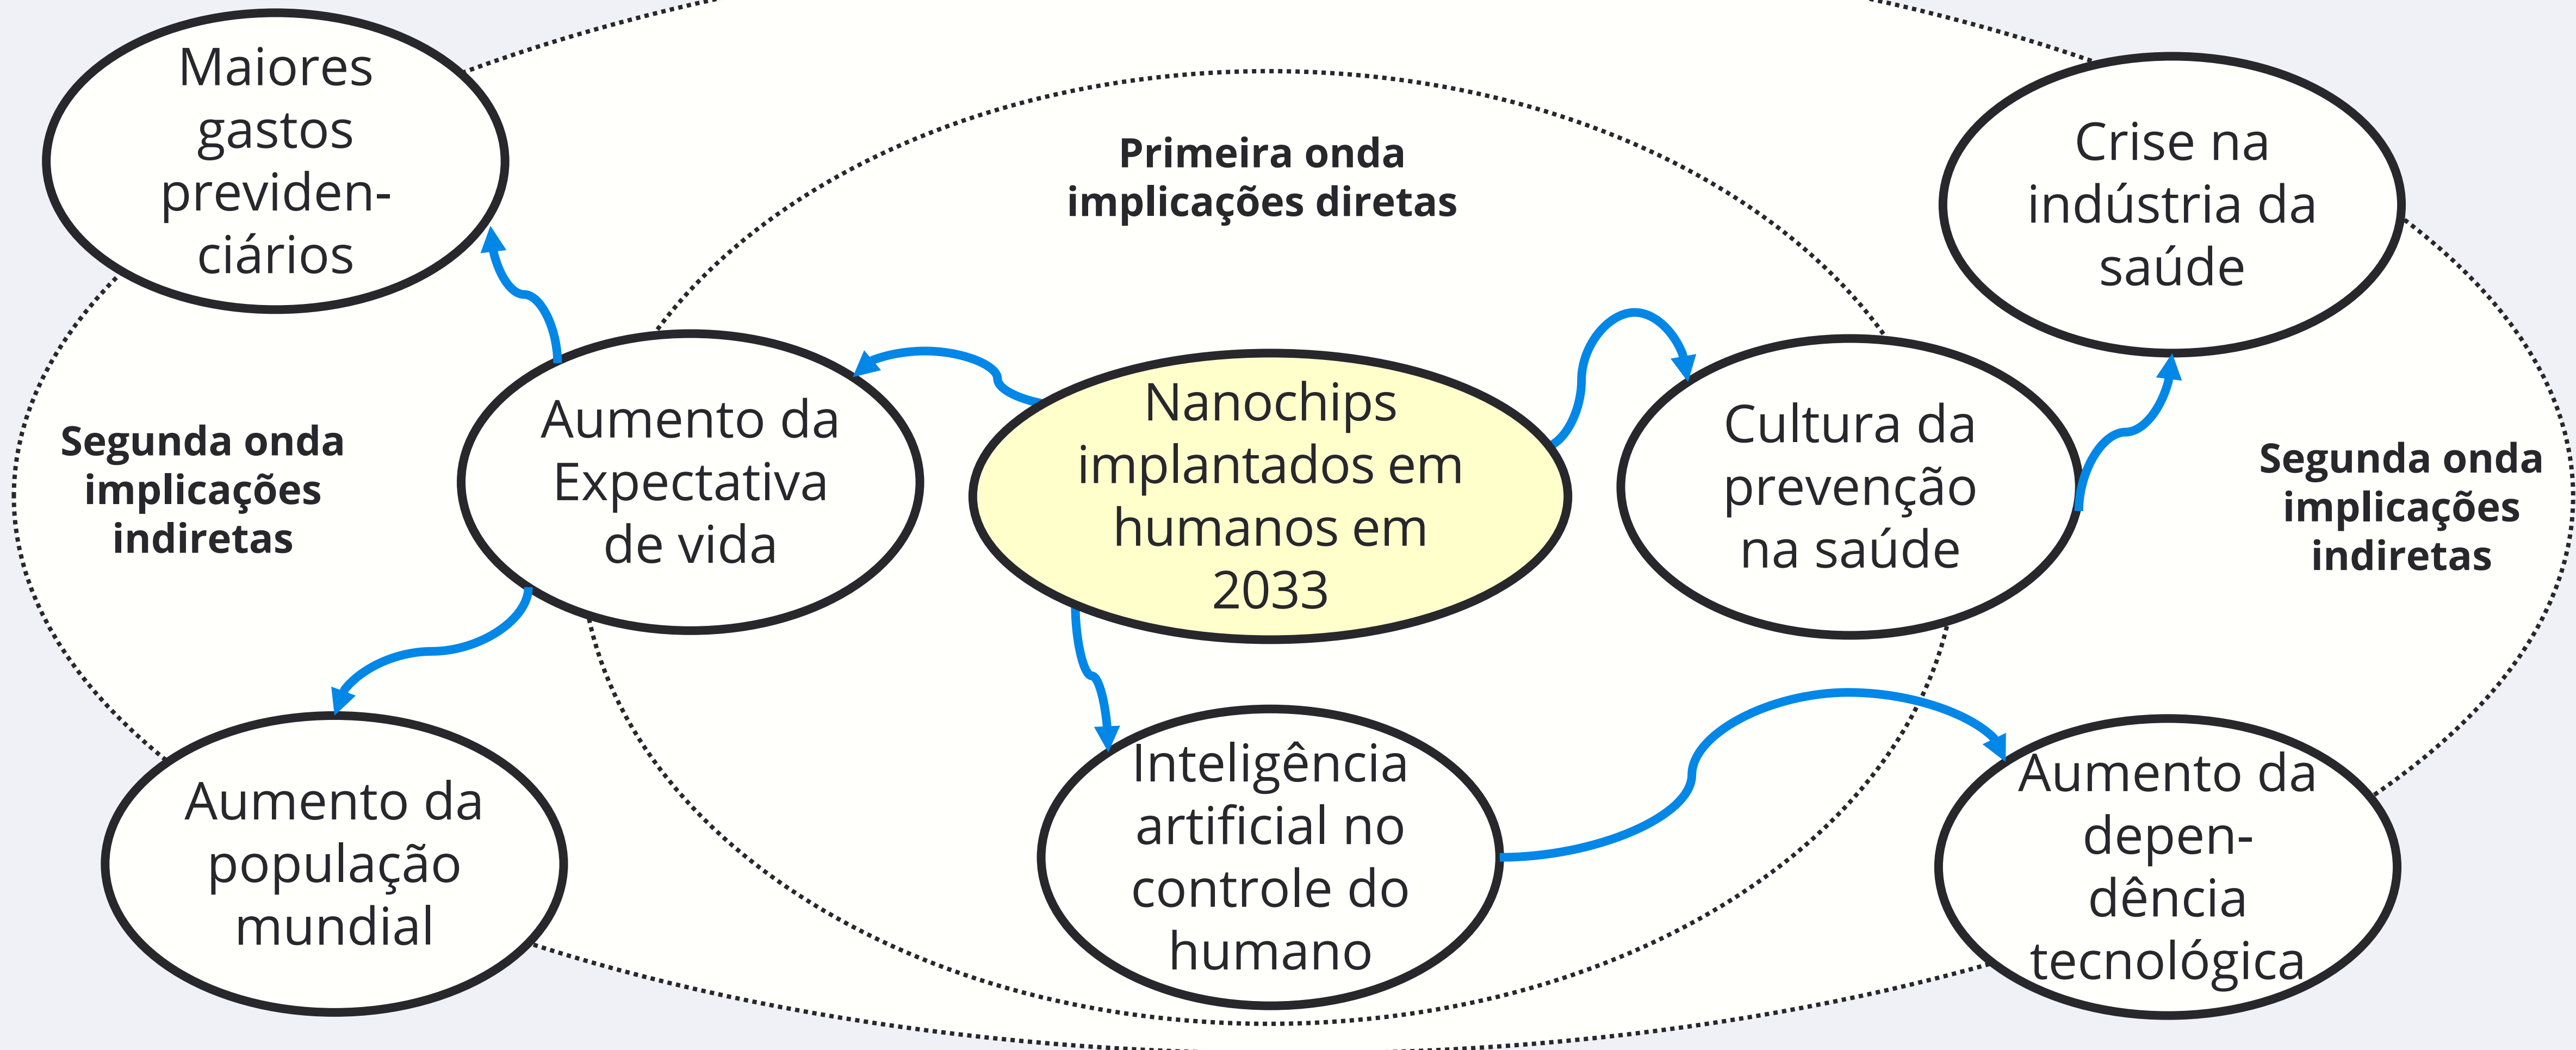 Maiores
gastos
previden-
ciários
Primeira onda
implicações diretas
Crise na
indústria da
saúde
Segunda onda
implicações
indiretas
Aumento da
Expectativa
de vida
Nanochips
implantados em
humanos em
2033
Cultura da
prevenção
na saúde
Segunda onda
implicações
indiretas
Aumento da
população
mundial
Inteligência
artificial no
controle do
humano
Aumento da
depen-
dência
tecnológica